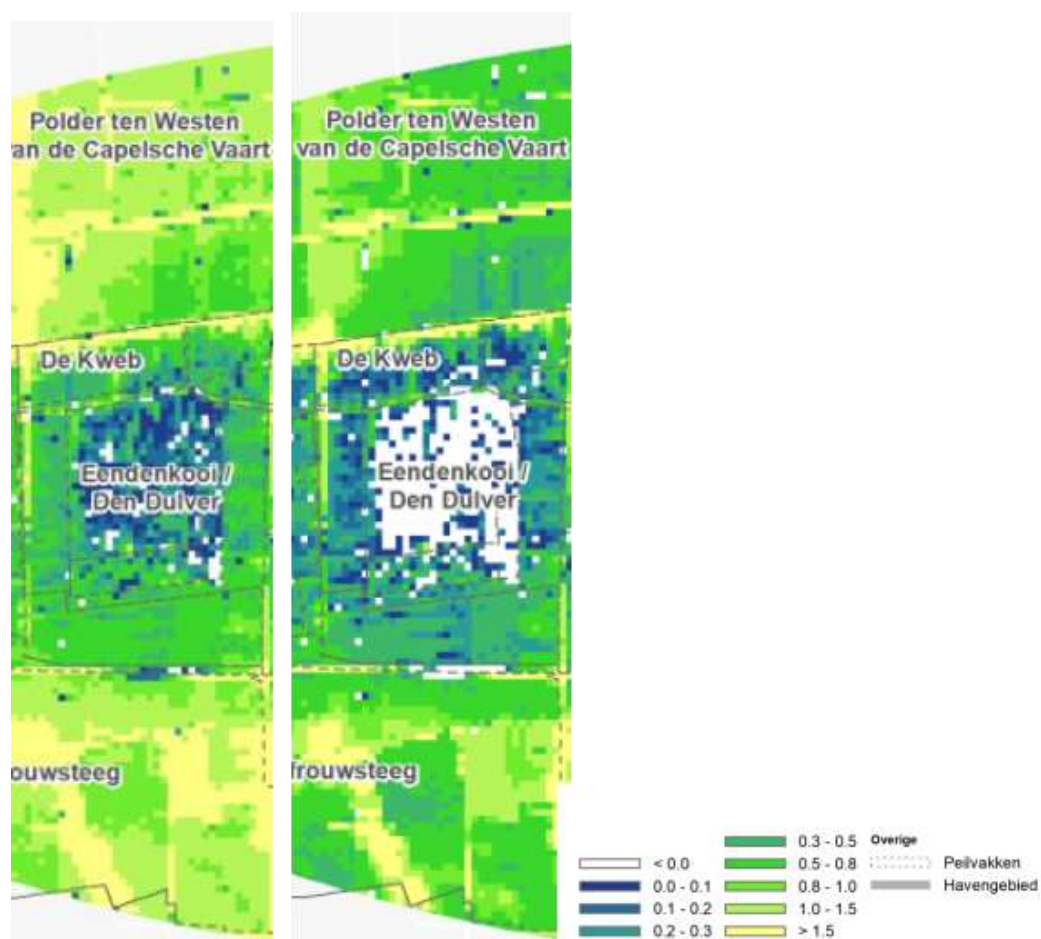 Polder ten Westen
van de Capelsche Vaart
De Kweb
Eendenkooi /
Den Dulver
ouwsteeg
Polder ten Westen
van de Capelsche Vaart
De Kweb
Eendenkooi /
Den Dulver
frouwsteeg
< 0.0
0.0 - 0.1
0.1 - 0.2
0.2 - 0.3
0.3 - 0.5
0.5 - 0.8
0.8 - 1.0
1.0 - 1.5
> 1.5
Overige
Peilvakken
Havengebied